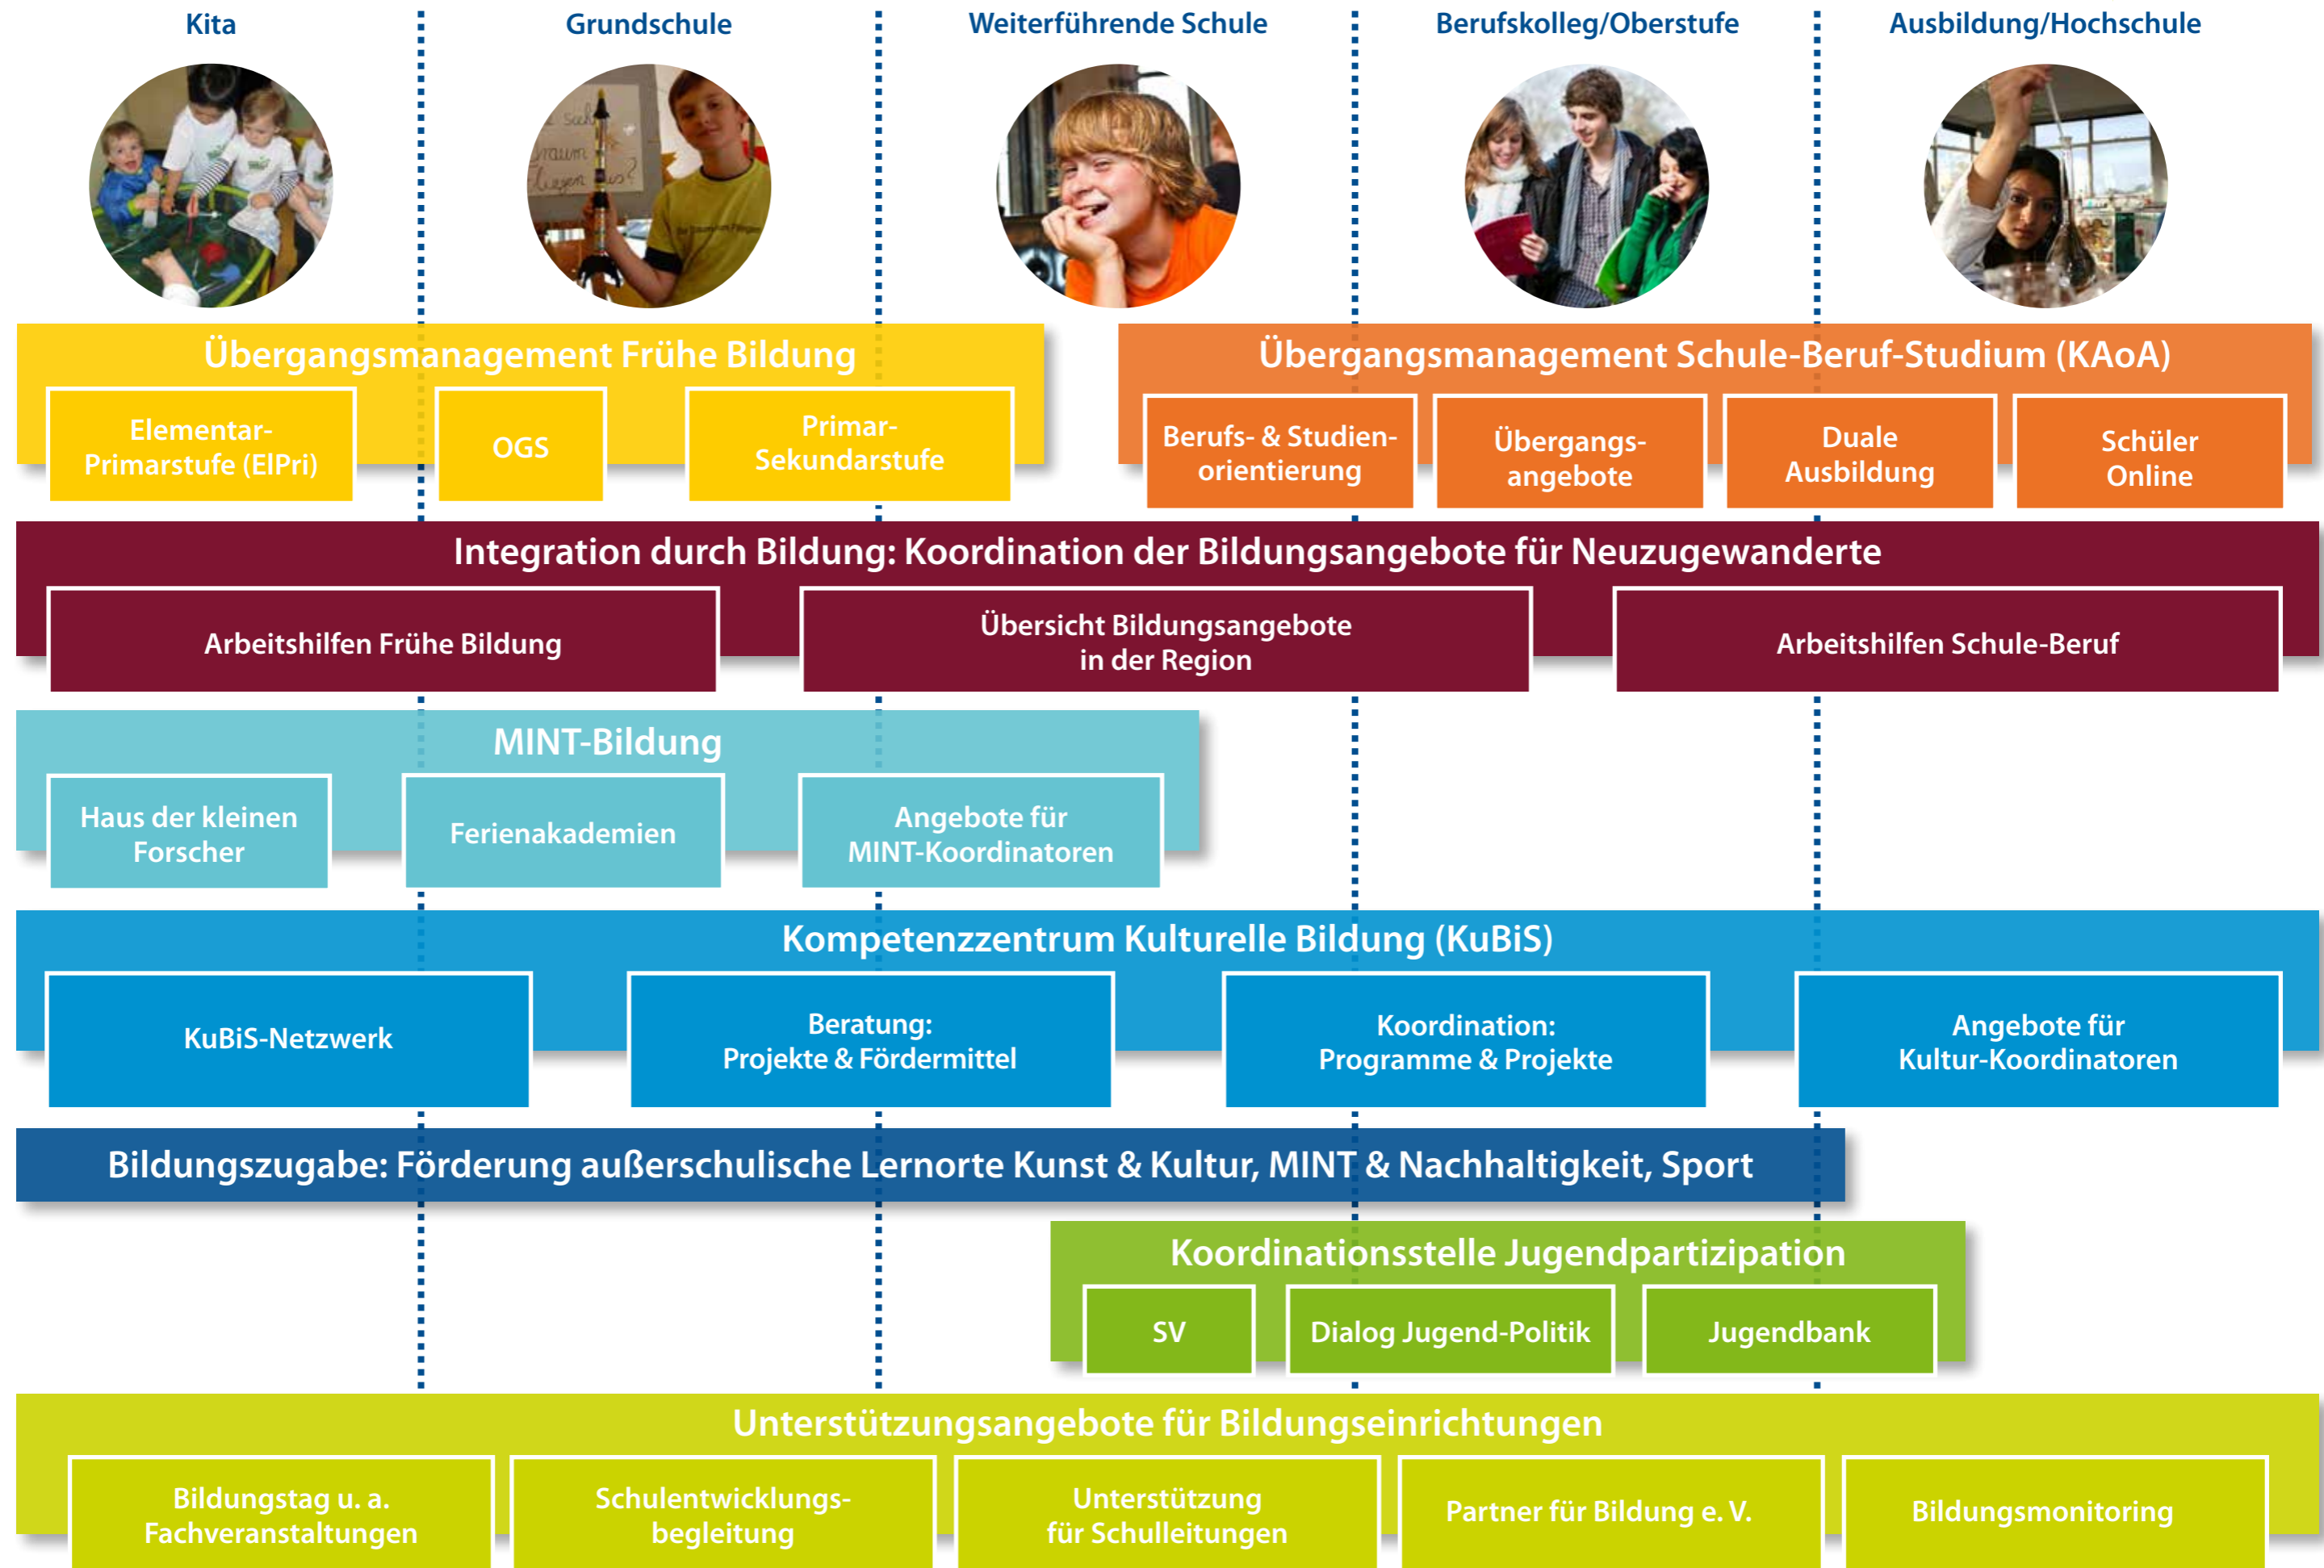 Kita
Grundschule
Weiterführende Schule
Berufskolleg/Oberstufe
Ausbildung/Hochschule
Übergangsmanagement Frühe Bildung
Elementar-
Primarstufe (ElPri)
OGS
Primar-
Sekundarstufe
Übergangsmanagement Schule-Beruf-Studium (KAoA)
Berufs- & Studien-
orientierung
Übergangs-
angebote
Duale
Ausbildung
Schüler
Online
Integration durch Bildung: Koordination der Bildungsangebote für Neuzugewanderte
Arbeitshilfen Frühe Bildung
Übersicht Bildungsangebote
in der Region
Arbeitshilfen Schule-Beruf
MINT-Bildung
Haus der kleinen
Forscher
Ferienakademien
Angebote für
MINT-Koordinatoren
Kompetenzzentrum Kulturelle Bildung (KuBiS)
KuBiS-Netzwerk
Beratung:
Projekte & Fördermittel
Koordination:
Programme & Projekte
Angebote für
Kultur-Koordinatoren
Bildungszugabe: Förderung außerschulische Lernorte Kunst & Kultur, MINT & Nachhaltigkeit, Sport
Koordinationsstelle Jugendpartizipation
SV
Dialog Jugend-Politik
Jugendbank
Unterstützungsangebote für Bildungseinrichtungen
Bildungstag u. a.
Fachveranstaltungen
Schulentwicklungs-
begleitung
Unterstützung
für Schulleitungen
Partner für Bildung e. V.
Bildungsmonitoring